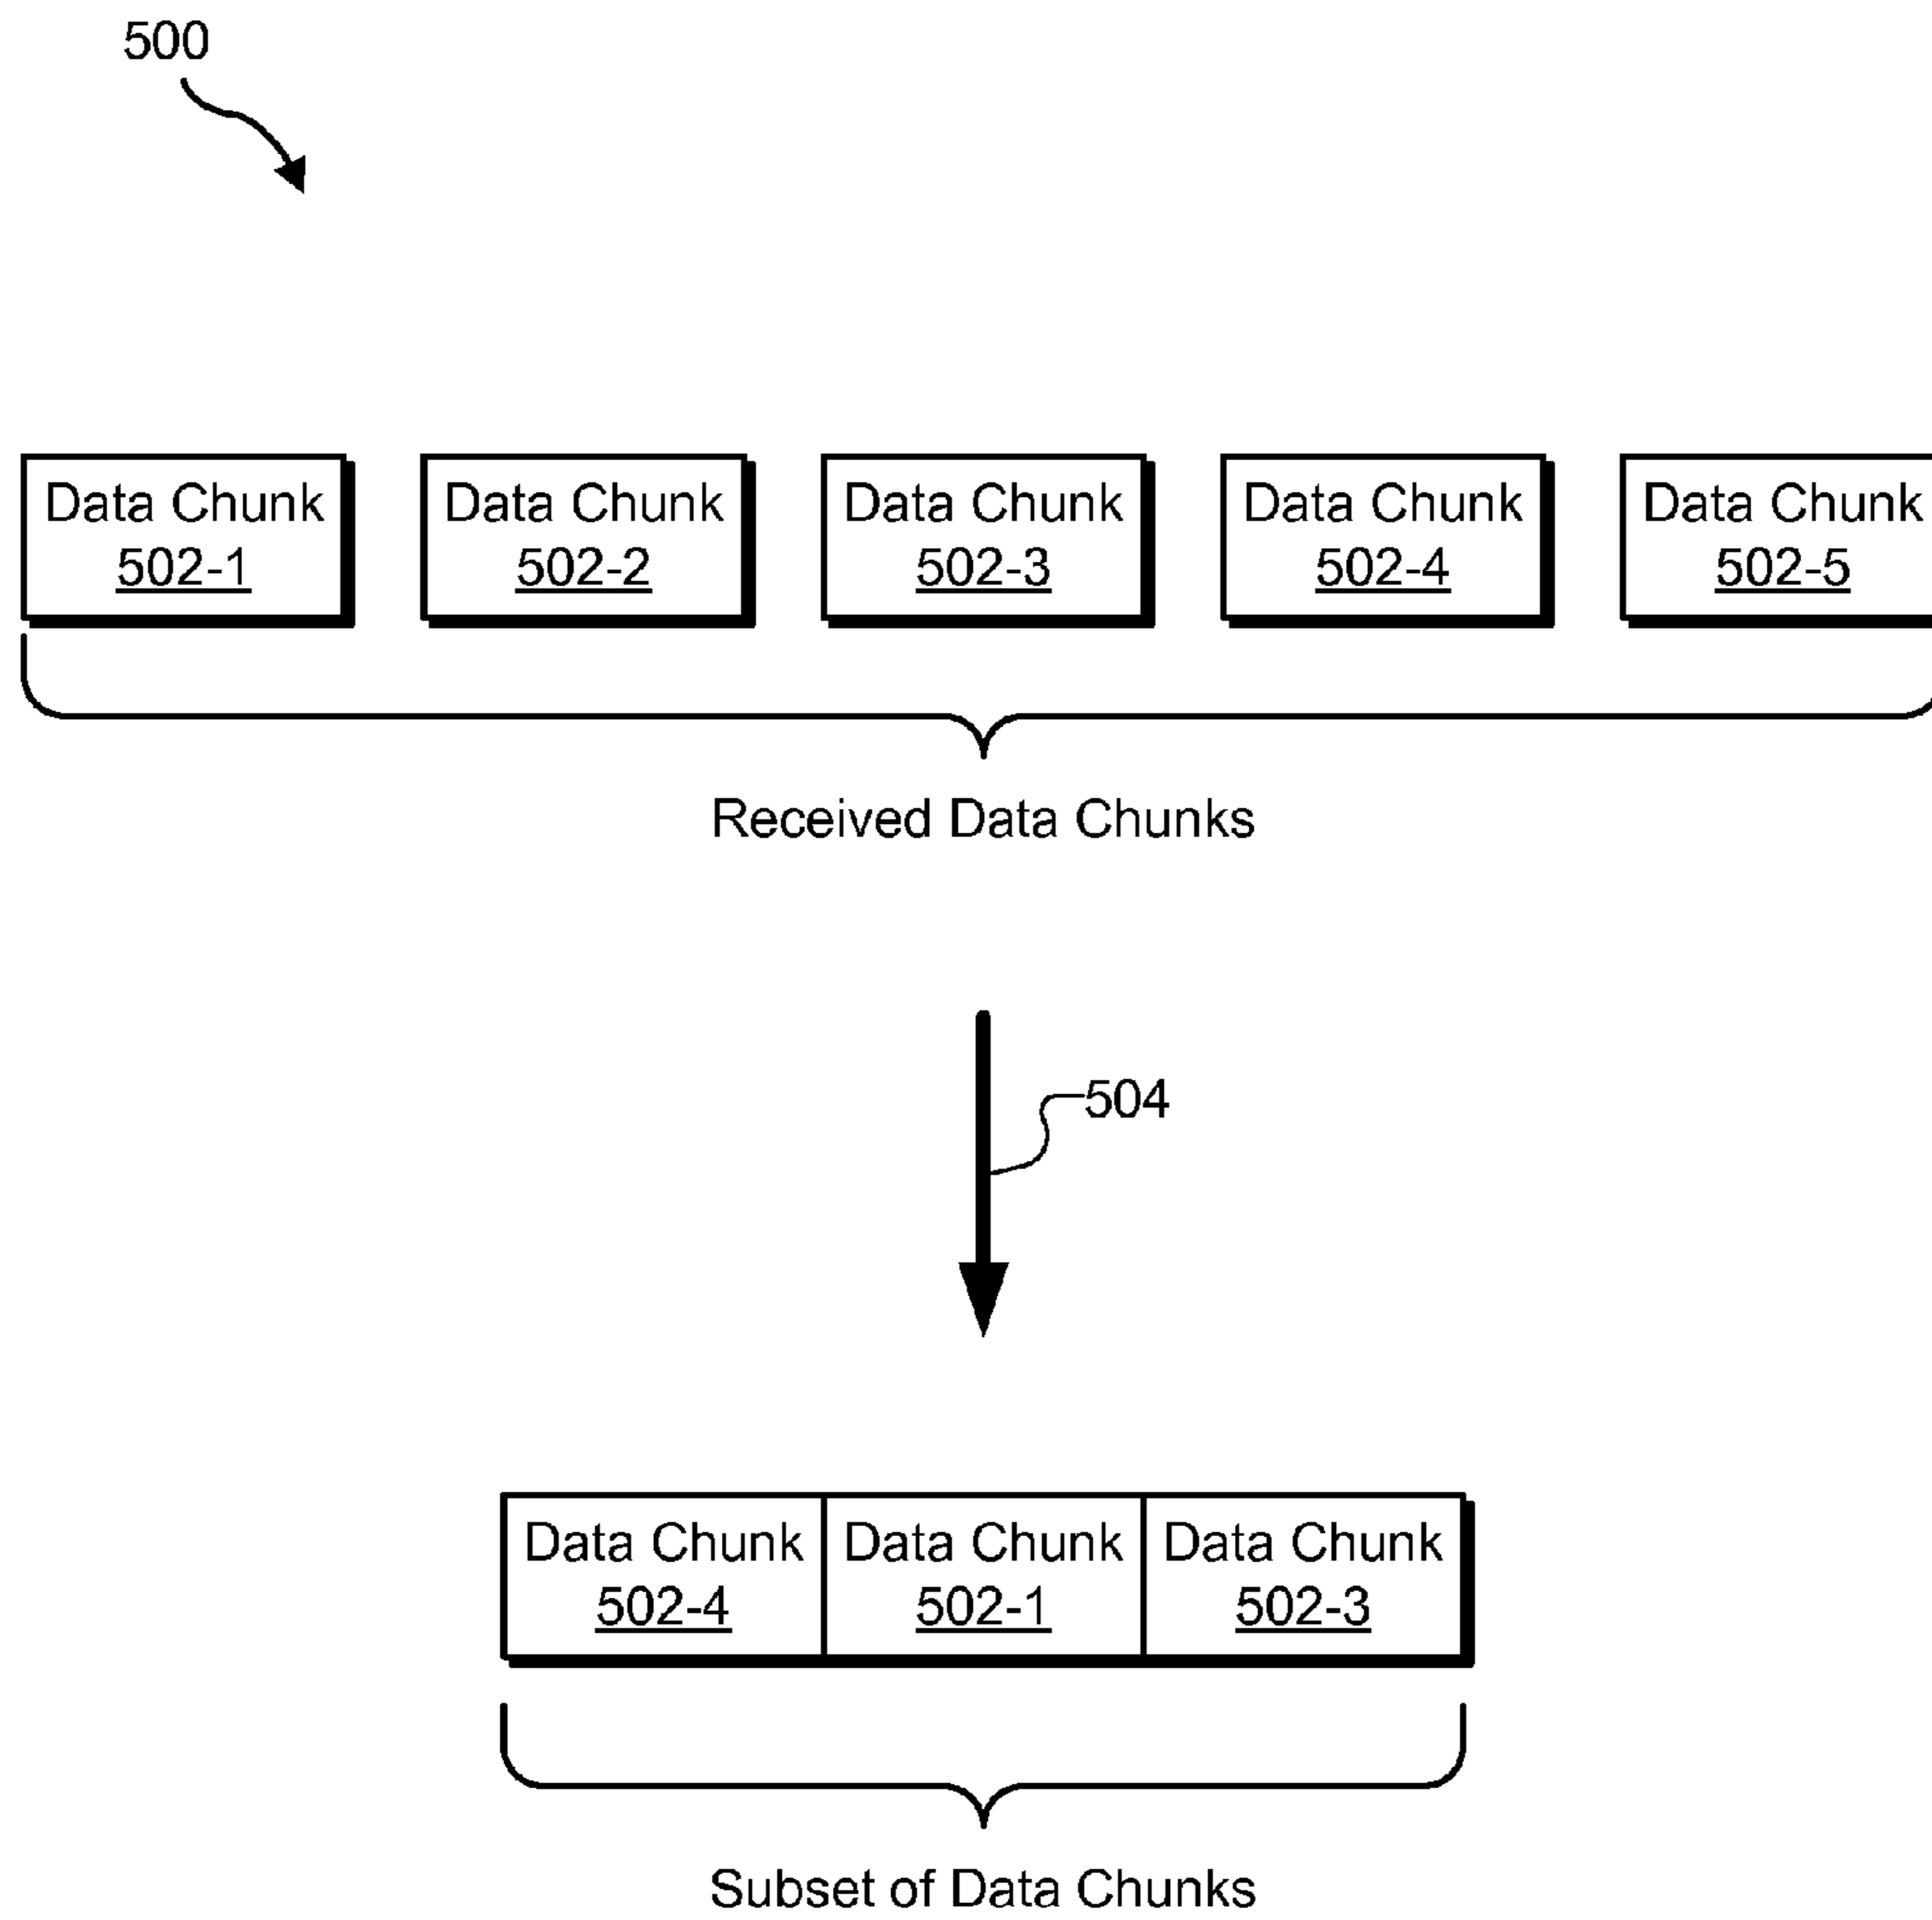 500
Data Chunk Data Chunk Data Chunk Data Chunk Data Chunk
502-1 502-2 502-3 502-4 502-5
Received Data Chunks
504
Data Chunk Data Chunk Data Chunk
502-4 502-1 502-3
Subset of Data Chunks